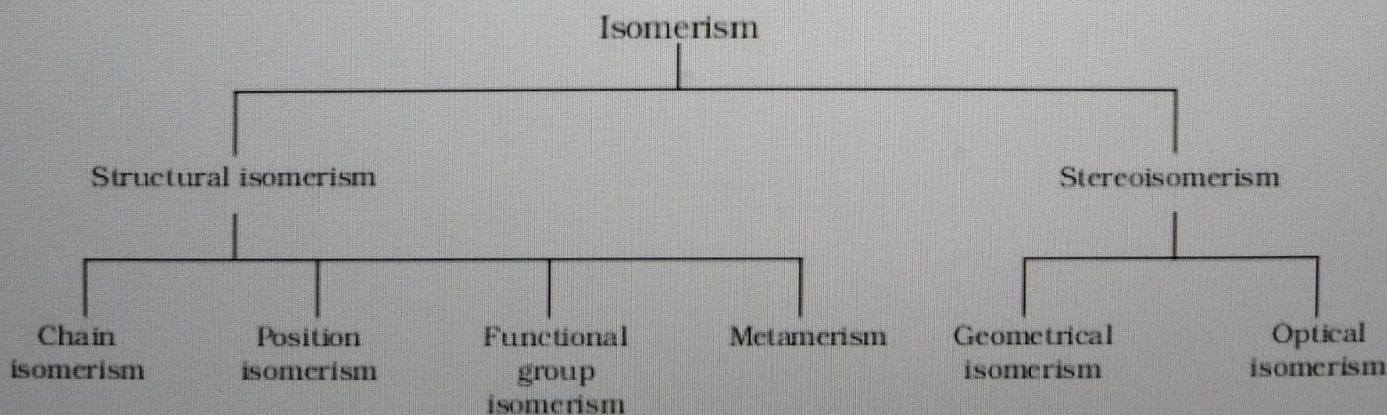 Isomerism
Structural isomerism
Stereoisomerism
Chain
isomerism
Position
isomerism
Functional
group
isomerism
Metamerism
Geometrical
isomerism
Optical
isomerism